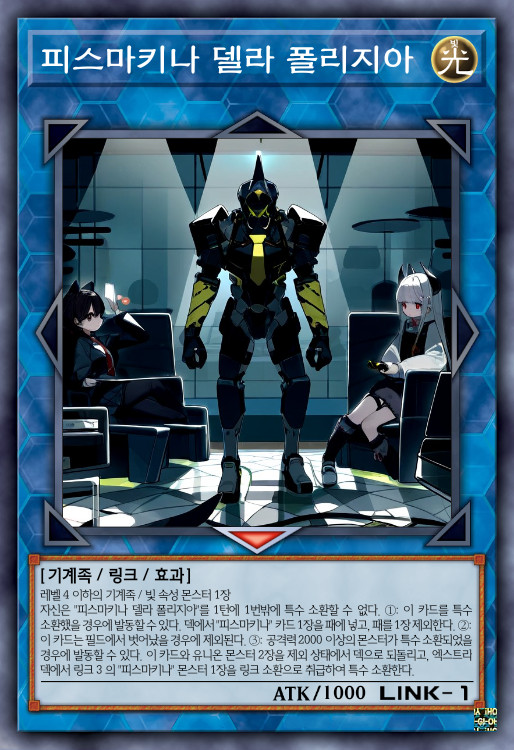 피스마키나 델라 폴리지아
빛
光
[기계족 / 링크 / 효과]
레벨 4 이하의 기계족 / 빛 속성 몬스터 1장
자신은 "피스마키나 델라 폴리지아"를 1턴에 1번밖에 특수 소환할 수 없다. ①: 이 카드를 특수
소환했을 경우에 발동할 수 있다. 덱에서 "피스마키나" 카드 1장을 패에 넣고, 패를 1장 제외한다. ②:
이 카드는 필드에서 벗어났을 경우에 제외된다. ③: 공격력 2000 이상의 몬스터가 특수 소환되었을
경우에 발동할 수 있다. 이 카드와 유니온 몬스터 2장을 제외 상태에서 덱으로 되돌리고, 엑스트라
덱에서 링크 3 의 "피스마키나" 몬스터 1장을 링크 소환으로 취급하여 특수 소환한다.
ATK/1000 LINK-1